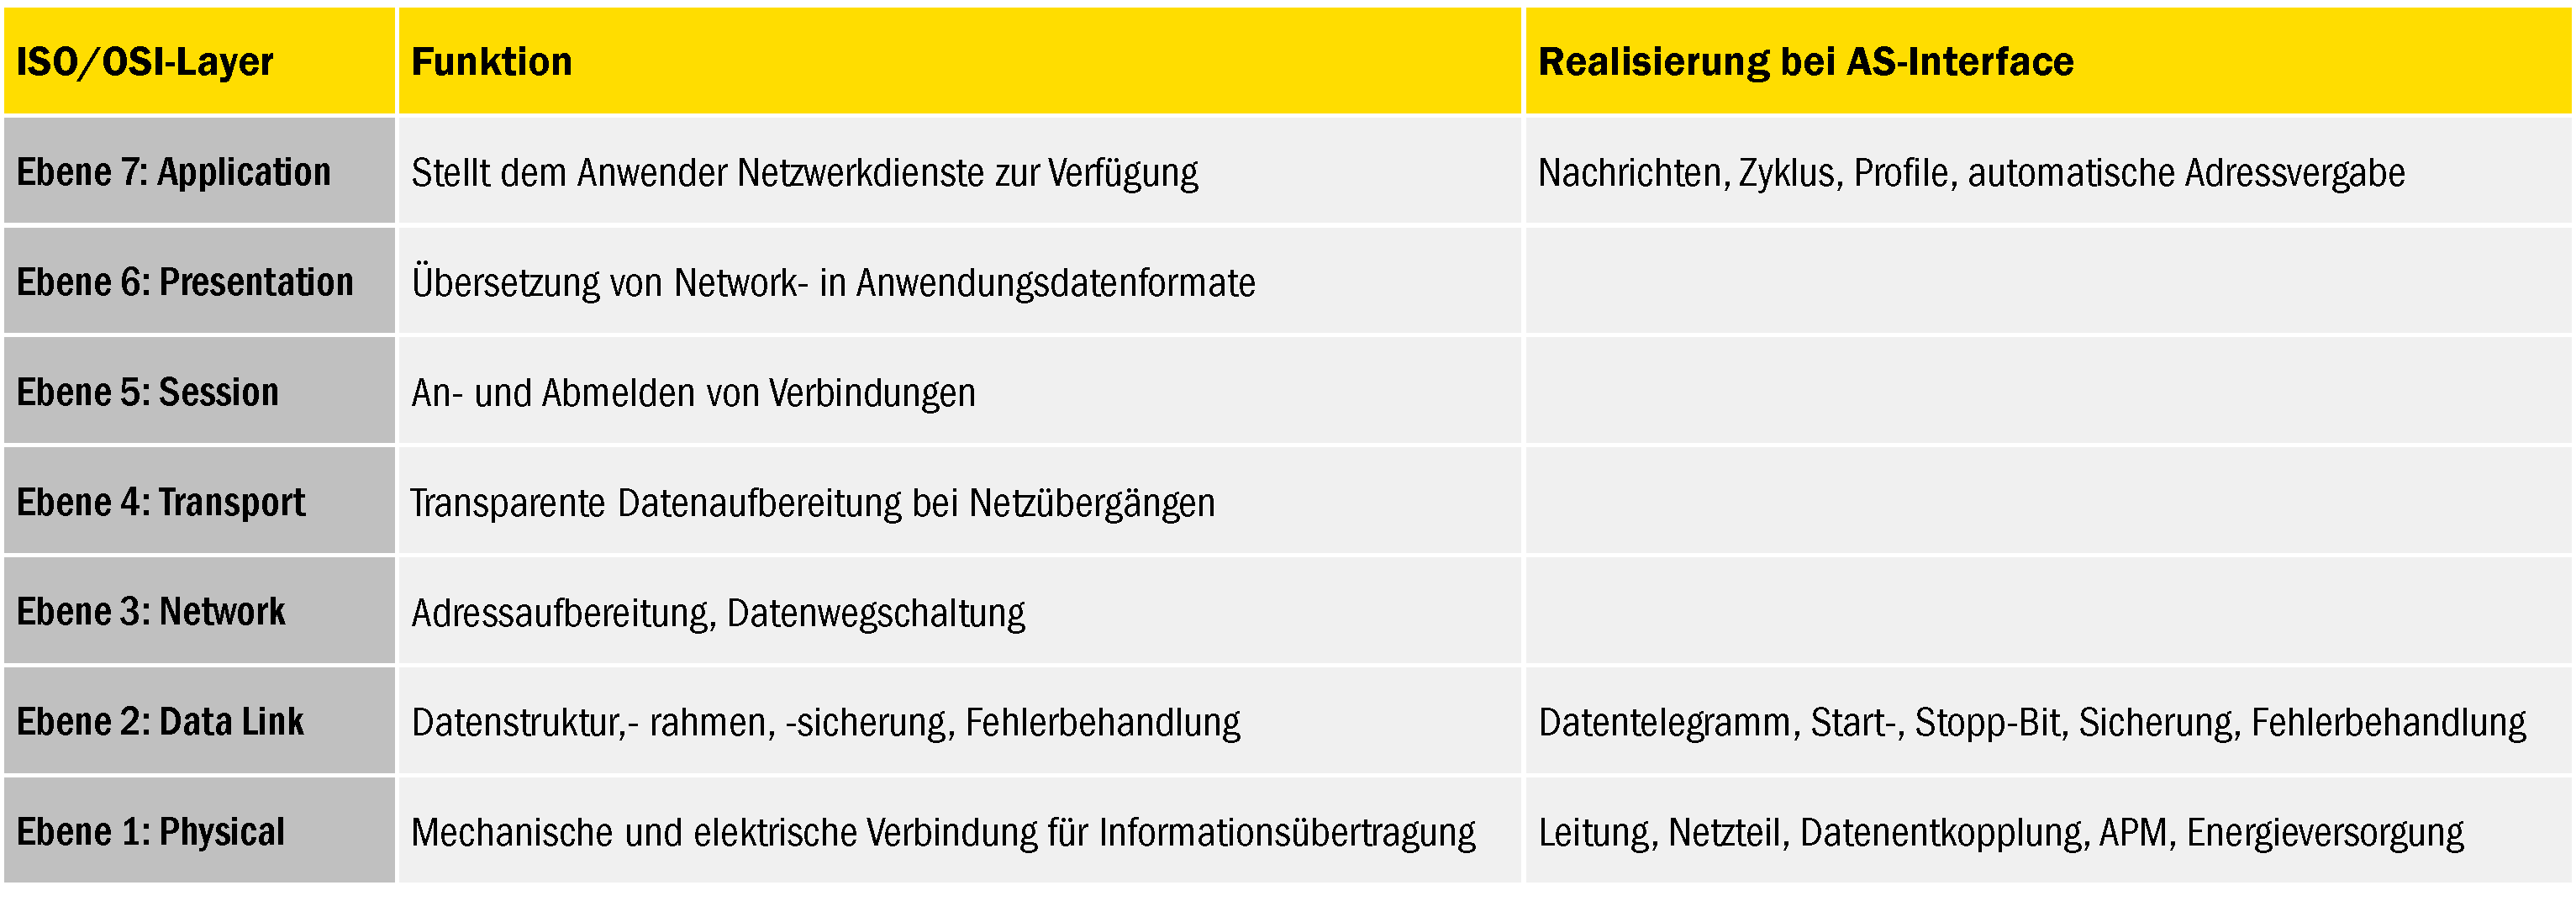 ISO/OSI-Layer Funktion Realisierung bei AS-Interface
Ebene 7: Application Stellt dem Anwender Netzwerkdienste zur Verfügung Nachrichten, Zyklus, Profile, automatische Adressvergabe
Ebene 6: Presentation Übersetzung von Network- in Anwendungsdatenformate
Ebene 5: Session An- und Abmelden von Verbindungen
Ebene 4: Transport Transparente Datenaufbereitung bei Netzübergängen
Ebene 3: Network Adressaufbereitung, Datenwegschaltung
Ebene 2: Data Link Datenstruktur,- rahmen, -sicherung, Fehlerbehandlung Datentelegramm, Start-, Stopp-Bit, Sicherung, Fehlerbehandlung
Ebene 1: Physical Mechanische und elektrische Verbindung für Informationsübertragung Leitung, Netzteil, Datenentkopplung, APM, Energieversorgung